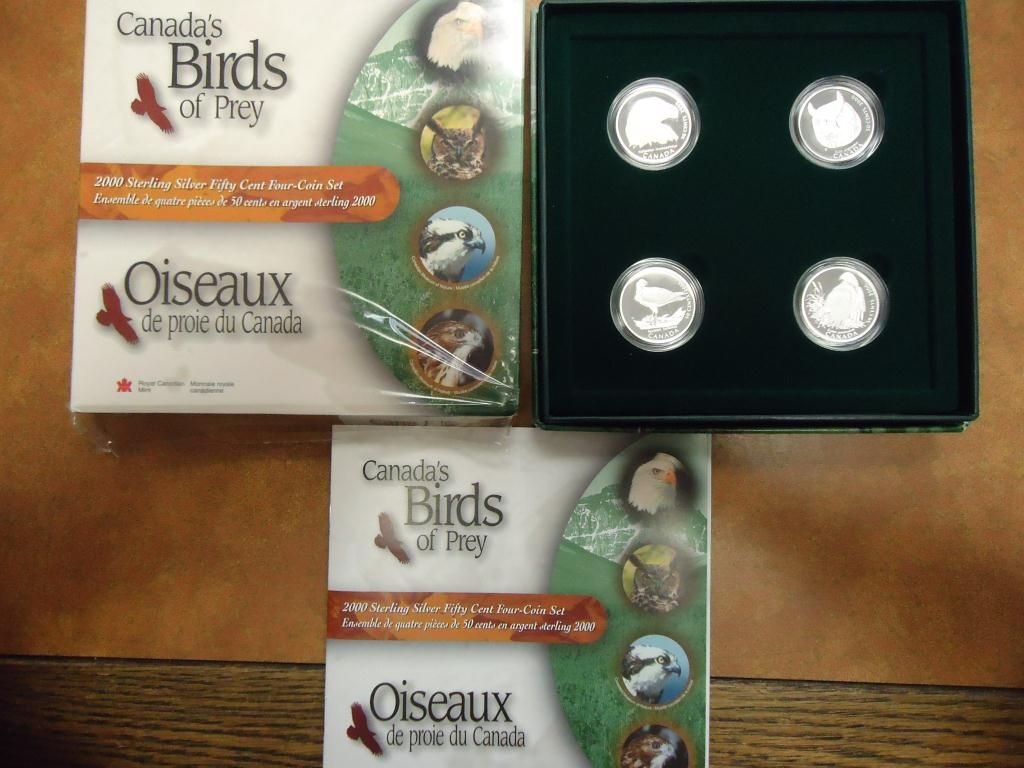 Canada's
Birds
of Prey
2000 Sterling Silver Fifty Cent Four-Coin Set
Ensemble de quatre pièces de 50 cents en argent sterling 2000
Oiseaux
de proie du Canada
Royal Canadian Mint
Monnaie royale canadienne
CANADA
CANADA
CANADA
CANADA
Canada's
Birds
of Prey
2000 Sterling Silver Fifty Cent Four-Coin Set
Ensemble de quatre pièces de 50 cents en argent sterling 2000
Oiseaux
de proie du Canada